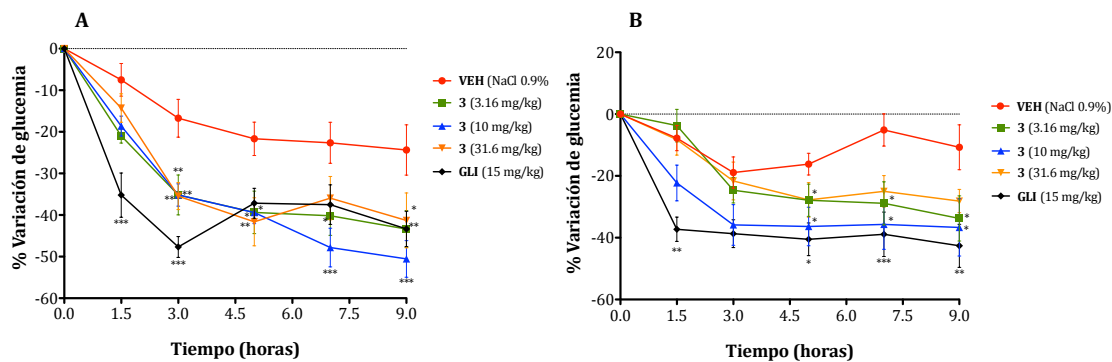 A
% Variación de glucemia
0
-10
-20
-30
-40
-50
-60
0.0 1.5 3.0 4.5 6.0 7.5 9.0
Tiempo (horas)
***
***
**
***
**
*
**
**
*
***
*
**
***
VEH (NaCl 0.9%
3 (3.16 mg/kg)
3 (10 mg/kg)
3 (31.6 mg/kg)
GLI (15 mg/kg)
B
% Variación de glucemia
20
0
-20
-40
-60
0.0 1.5 3.0 4.5 6.0 7.5 9.0
Tiempo (horas)
**
*
*
*
*
*
***
*
*
**
VEH (NaCl 0.9%)
3 (3.16 mg/kg)
3 (10 mg/kg)
3 (31.6 mg/kg)
GLI (15 mg/kg)